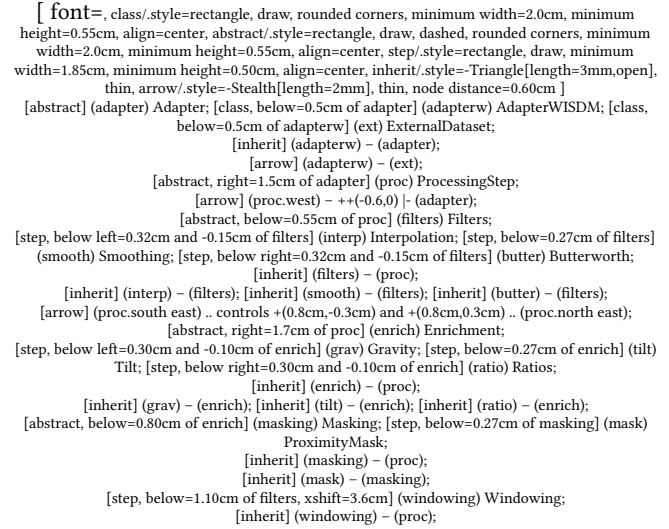 [ font=, class/.style=rectangle, draw, rounded corners, minimum width=2.0cm, minimum
height=0.55cm, align=center, abstract/.style=rectangle, draw, dashed, rounded corners, minimum
width=2.0cm, minimum height=0.55cm, align=center, step/.style=rectangle, draw, minimum
width=1.85cm, minimum height=0.50cm, align=center, inherit/.style=-Triangle[length=3mm,open],
thin, arrow/.style=-Stealth[length=2mm], thin, node distance=0.60cm ]
[abstract] (adapter) Adapter; [class, below=0.5cm of adapter] (adapterw) AdapterWISDM; [class,
below=0.5cm of adapterw] (ext) ExternalDataset;
[inherit] (adapterw) – (adapter);
[arrow] (adapterw) – (ext);
[abstract, right=1.5cm of adapter] (proc) ProcessingStep;
[arrow] (proc.west) – ++(-0.6,0) |- (adapter);
[abstract, below=0.55cm of proc] (filters) Filters;
[step, below left=0.32cm and -0.15cm of filters] (interp) Interpolation; [step, below=0.27cm of filters]
(smooth) Smoothing; [step, below right=0.32cm and -0.15cm of filters] (butter) Butterworth;
[inherit] (filters) – (proc);
[inherit] (interp) – (filters); [inherit] (smooth) – (filters); [inherit] (butter) – (filters);
[arrow] (proc.south east) .. controls +(0.8cm,-0.3cm) and +(0.8cm,0.3cm) .. (proc.north east);
[abstract, right=1.7cm of proc] (enrich) Enrichment;
[step, below left=0.30cm and -0.10cm of enrich] (grav) Gravity; [step, below=0.27cm of enrich] (tilt)
Tilt; [step, below right=0.30cm and -0.10cm of enrich] (ratio) Ratios;
[inherit] (enrich) – (proc);
[inherit] (grav) – (enrich); [inherit] (tilt) – (enrich); [inherit] (ratio) – (enrich);
[abstract, below=0.80cm of enrich] (masking) Masking; [step, below=0.27cm of masking] (mask)
ProximityMask;
[inherit] (masking) – (proc);
[inherit] (mask) – (masking);
[step, below=1.10cm of filters, xshift=3.6cm] (windowing) Windowing;
[inherit] (windowing) – (proc);